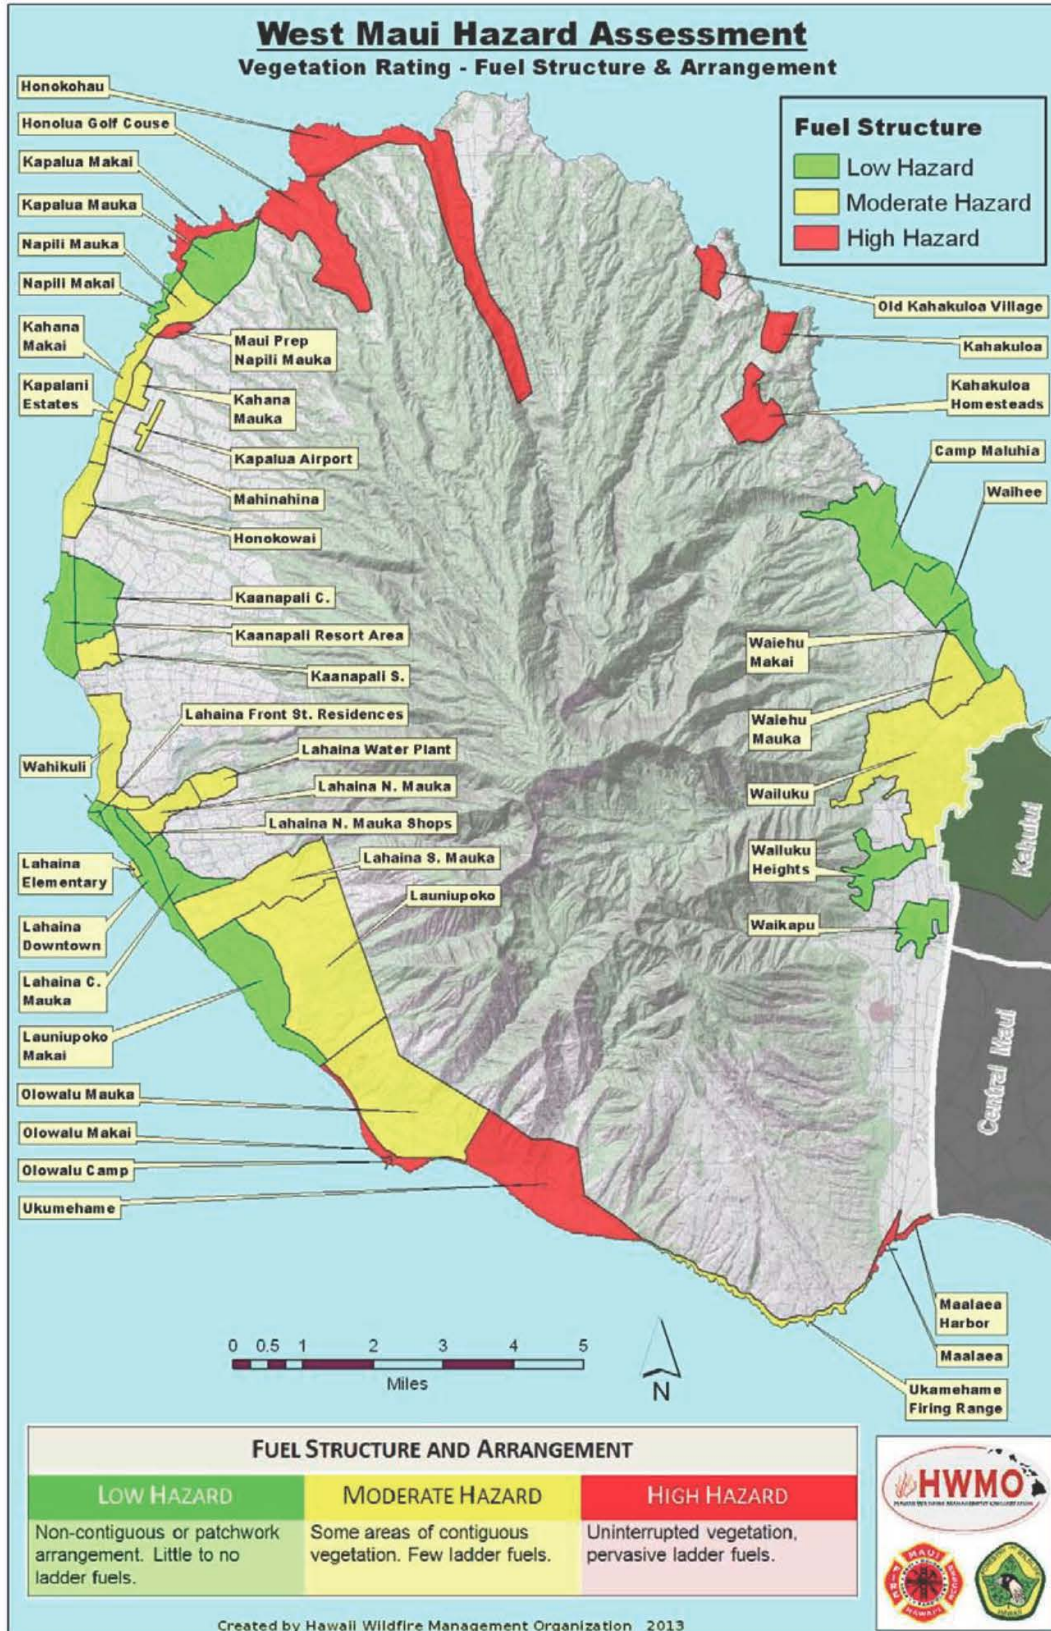 West Maui Hazard Assessment
Vegetation Rating - Fuel Structure & Arrangement
Honokohau
Honolua Golf Couse
Kapalua Makai
Kapalua Mauka
Napili Mauka
Napili Makai
Kahana
Makai
Kapalani
Estates
Maui Prep
Napili Mauka
Kahana
Mauka
Kapalua Airport
Mahinahina
Honokowai
Kaanapali C.
Kaanapali Resort Area
Kaanapali S.
Lahaina Front St. Residences
Lahaina Water Plant
Wahikuli
Lahaina N. Mauka
Lahaina N. Mauka Shops
Lahaina S. Mauka
Launiupoko
Lahaina
Elementary
Lahaina
Downtown
Lahaina C.
Mauka
Launiupoko
Makai
Olowalu Mauka
Olowalu Makai
Olowalu Camp
Ukumehame
Fuel Structure
Low Hazard
Moderate Hazard
High Hazard
Old Kahakuloa Village
Kahakuloa
Kahakuloa
Homesteads
Camp Maluhia
Waihee
Waiehu
Makai
Waiehu
Mauka
Wailuku
Wailuku
Heights
Waikapu
Kahului
Central Maui
Maalaea
Harbor
Maalaea
Ukamehame
Firing Range
0 0.5 1 2 3 4 5
Miles
N
FUEL STRUCTURE AND ARRANGEMENT
LOW HAZARD
Non-contiguous or patchwork
arrangement. Little to no
ladder fuels.
MODERATE HAZARD
Some areas of contiguous
vegetation. Few ladder fuels.
HIGH HAZARD
Uninterrupted vegetation,
pervasive ladder fuels.
HWMO
HAWAII WILDFIRE MANAGEMENT ORGANIZATION
MAUI
FIRE
HAWAII
Created by Hawaii Wildfire Management Organization 2013